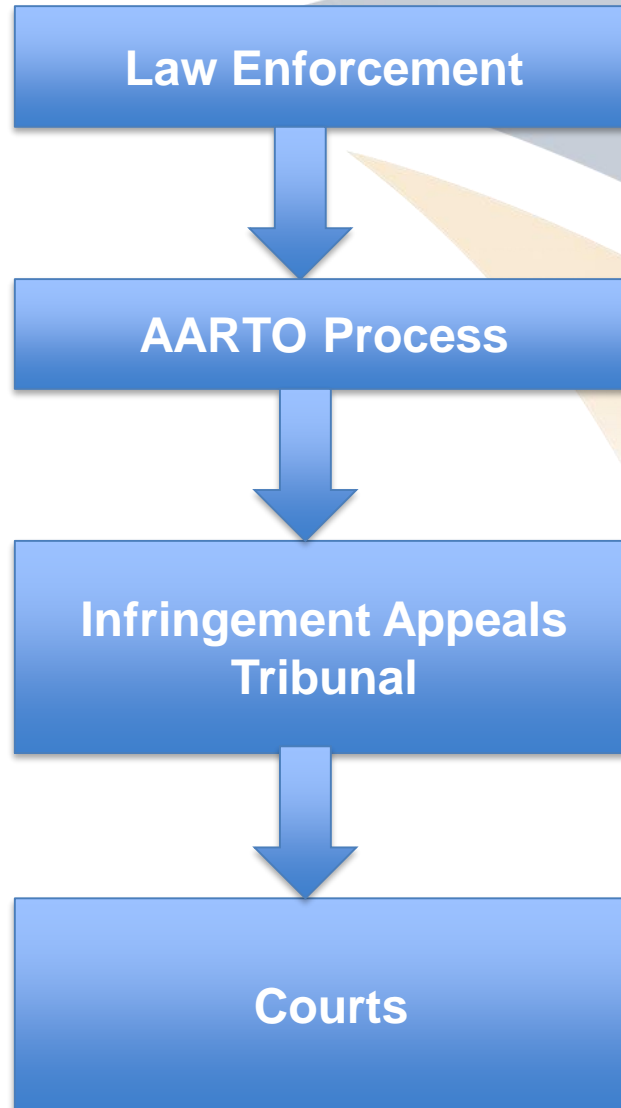 Law Enforcement
AARTO Process
Infringement Appeals
Tribunal
Courts